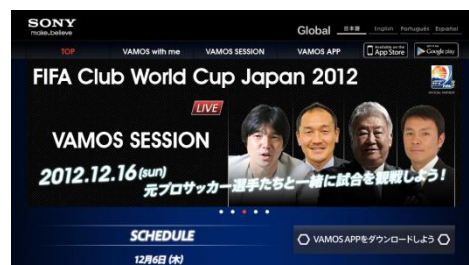 SONY
make.believe
Global 日本語 English Português Español
TOP VAMOS with me VAMOS SESSION VAMOS APP Available on the App Store Google play
FIFA Club World Cup Japan 2012
LIVE
VAMOS SESSION
2012.12.16(sun)
元プロサッカー選手たちと一緒に試合を観戦しよう!
SCHEDULE
VAMOS APPをダウンロードしよう
12月6日 (木)